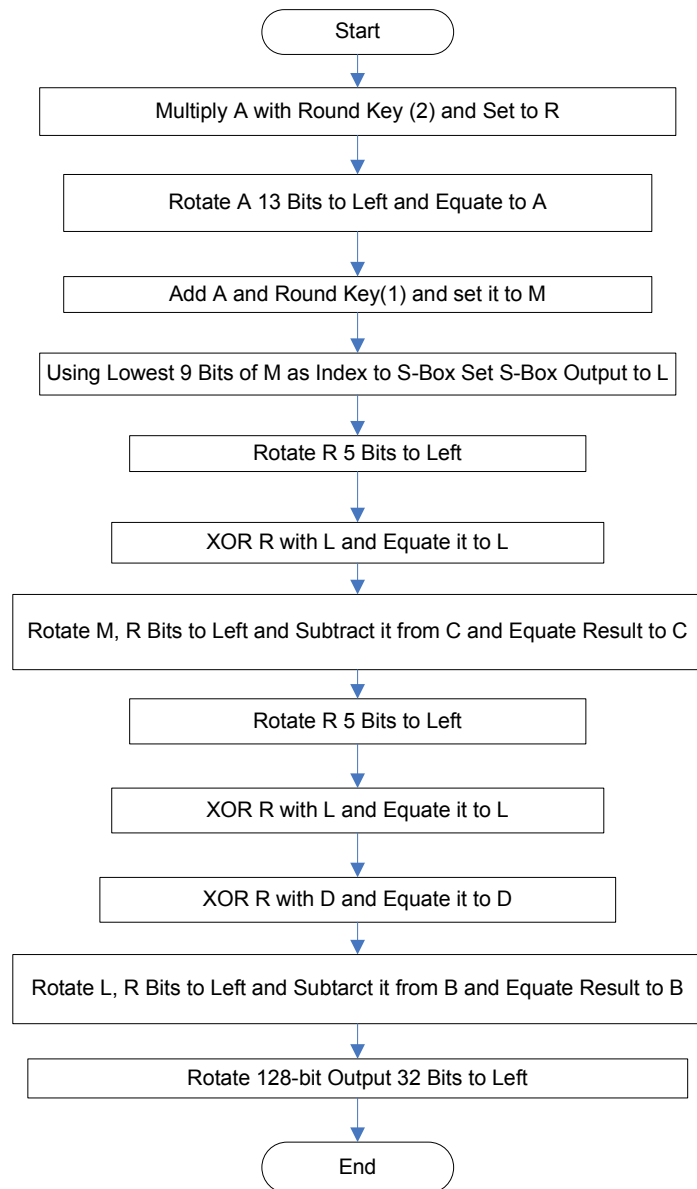 Start
Multiply A with Round Key (2) and Set to R
Rotate A 13 Bits to Left and Equate to A
Add A and Round Key(1) and set it to M
Using Lowest 9 Bits of M as Index to S-Box Set S-Box Output to L
Rotate R 5 Bits to Left
XOR R with L and Equate it to L
Rotate M, R Bits to Left and Subtract it from C and Equate Result to C
Rotate R 5 Bits to Left
XOR R with L and Equate it to L
XOR R with D and Equate it to D
Rotate L, R Bits to Left and Subtarct it from B and Equate Result to B
Rotate 128-bit Output 32 Bits to Left
End